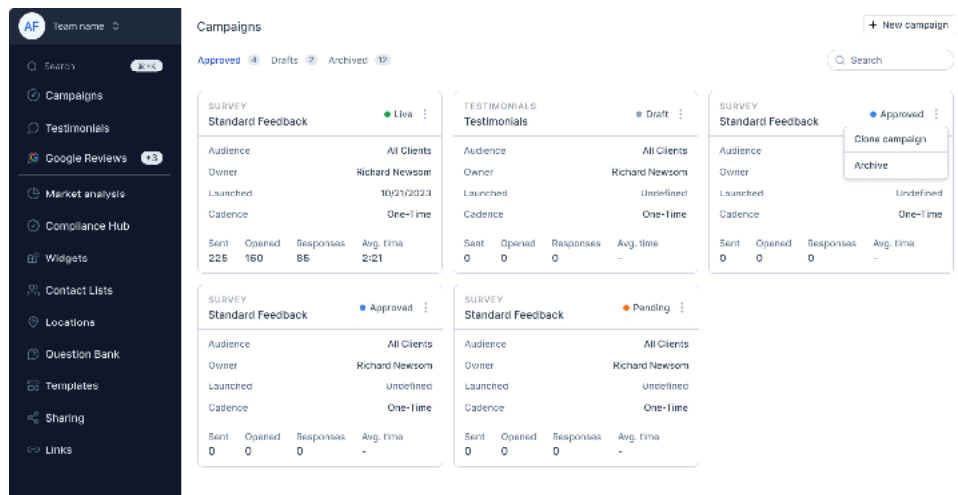 AF Team name
Search ⌘+K
Campaigns
Testimonials
Google Reviews +3
Market analysis
Compliance Hub
Widgets
Contact Lists
Locations
Question Bank
Templates
Sharing
Links
Campaigns
+ New campaign
Approved 4 Drafts 2 Archived 12
Search
SURVEY
Standard Feedback
Live
Audience All Clients
Owner Richard Newsom
Launched 10/21/2023
Cadence One-Time
Sent Opened Responses Avg. time
225 160 85 2:21
TESTIMONIALS
Testimonials
Draft
Audience All Clients
Owner Richard Newsom
Launched Undefined
Cadence One-Time
Sent Opened Responses Avg. time
0 0 0 -
SURVEY
Standard Feedback
Approved
Clone campaign
Archive
Audience
Owner
Launched Undefined
Cadence One-Time
Sent Opened Responses Avg. time
0 0 0 -
SURVEY
Standard Feedback
Approved
Audience All Clients
Owner Richard Newsom
Launched Undefined
Cadence One-Time
Sent Opened Responses Avg. time
0 0 0 -
SURVEY
Standard Feedback
Pending
Audience All Clients
Owner Richard Newsom
Launched Undefined
Cadence One-Time
Sent Opened Responses Avg. time
0 0 0 -